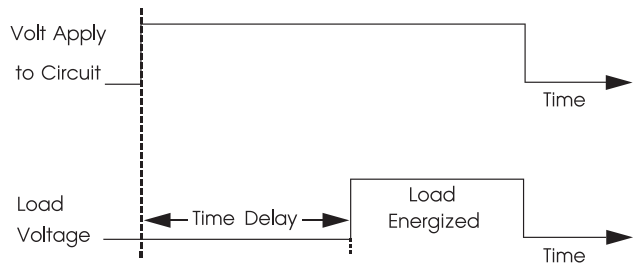 Volt Apply
to Circuit
Time
Load
Voltage
Time Delay
Load
Energized
Time